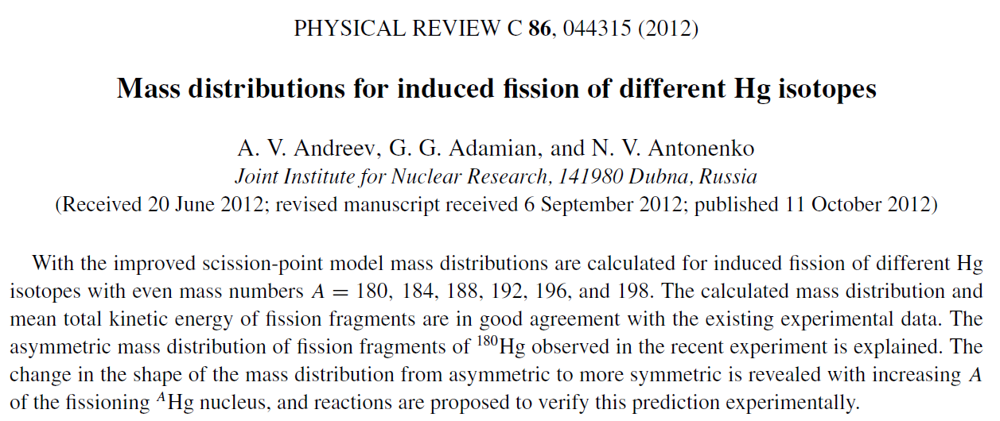 PHYSICAL REVIEW C 86, 044315 (2012)
Mass distributions for induced fission of different Hg isotopes
A. V. Andreev, G. G. Adamian, and N. V. Antonenko
Joint Institute for Nuclear Research, 141980 Dubna, Russia
(Received 20 June 2012; revised manuscript received 6 September 2012; published 11 October 2012)
With the improved scission-point model mass distributions are calculated for induced fission of different Hg
isotopes with even mass numbers A = 180, 184, 188, 192, 196, and 198. The calculated mass distribution and
mean total kinetic energy of fission fragments are in good agreement with the existing experimental data. The
asymmetric mass distribution of fission fragments of ¹⁸⁰Hg observed in the recent experiment is explained. The
change in the shape of the mass distribution from asymmetric to more symmetric is revealed with increasing A
of the fissioning ᴬHg nucleus, and reactions are proposed to verify this prediction experimentally.